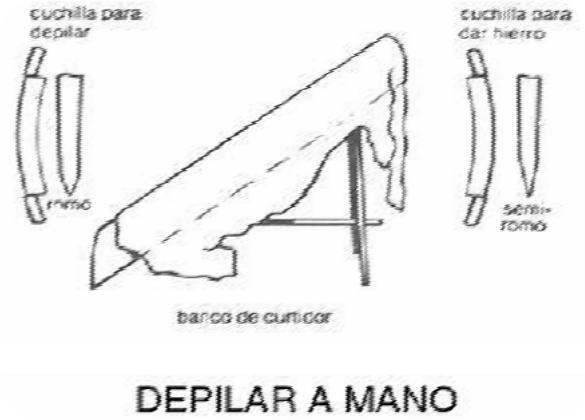 cuchilla para
depilar
cuchilla para
dar hierro
romo
semi-
romo
banco de curtidor
DEPILAR A MANO